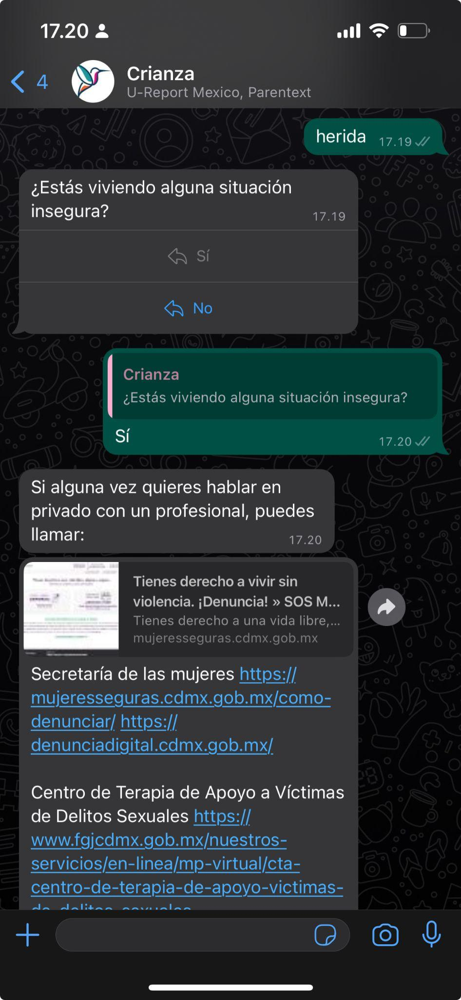 17.20
4
Crianza
U-Report Mexico, Parentext
herida 17.19
¿Estás viviendo alguna situación
insegura?
17.19
Sí
No
Crianza
¿Estás viviendo alguna situación insegura?
Sí
17.20
Si alguna vez quieres hablar en
privado con un profesional, puedes
llamar:
17.20
Tienes derecho a vivir sin
violencia. ¡Denuncia! » SOS M...
Tienes derecho a una vida libre,...
mujeresseguras.cdmx.gob.mx
Secretaría de las mujeres https://
mujeresseguras.cdmx.gob.mx/como-
denunciar/ https://
denunciadigital.cdmx.gob.mx/
Centro de Terapia de Apoyo a Víctimas
de Delitos Sexuales https://
www.fgjcdmx.gob.mx/nuestros-
servicios/en-linea/mp-virtual/cta-
centro-de-terapia-de-apoyo-victimas-